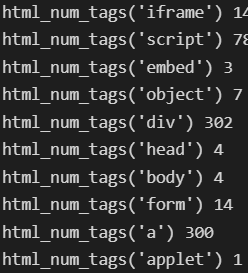 html_num_tags('iframe') 14
html_num_tags('script') 78
html_num_tags('embed') 3
html_num_tags('object') 7
html_num_tags('div') 302
html_num_tags('head') 4
html_num_tags('body') 4
html_num_tags('form') 14
html_num_tags('a') 300
html_num_tags('applet') 1